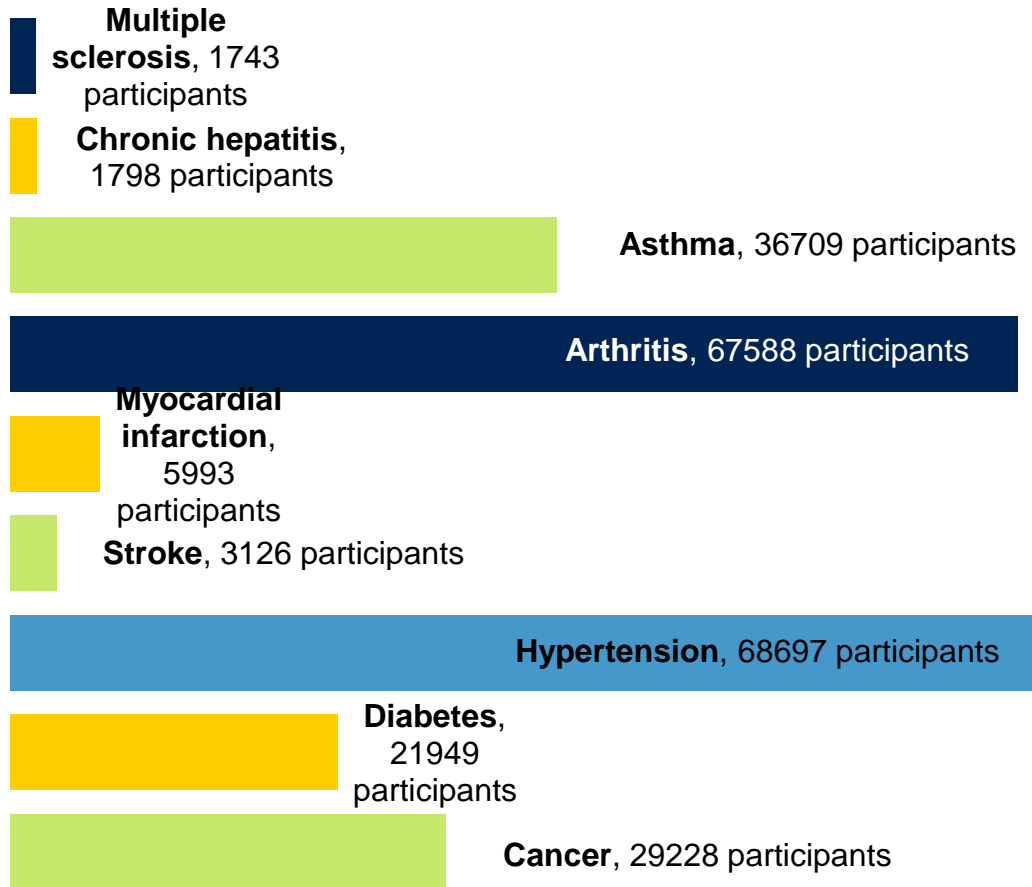 Multiple
sclerosis, 1743
participants
Chronic hepatitis,
1798 participants
Asthma, 36709 participants
Arthritis, 67588 participants
Myocardial
infarction,
5993
participants
Stroke, 3126 participants
Hypertension, 68697 participants
Diabetes,
21949
participants
Cancer, 29228 participants